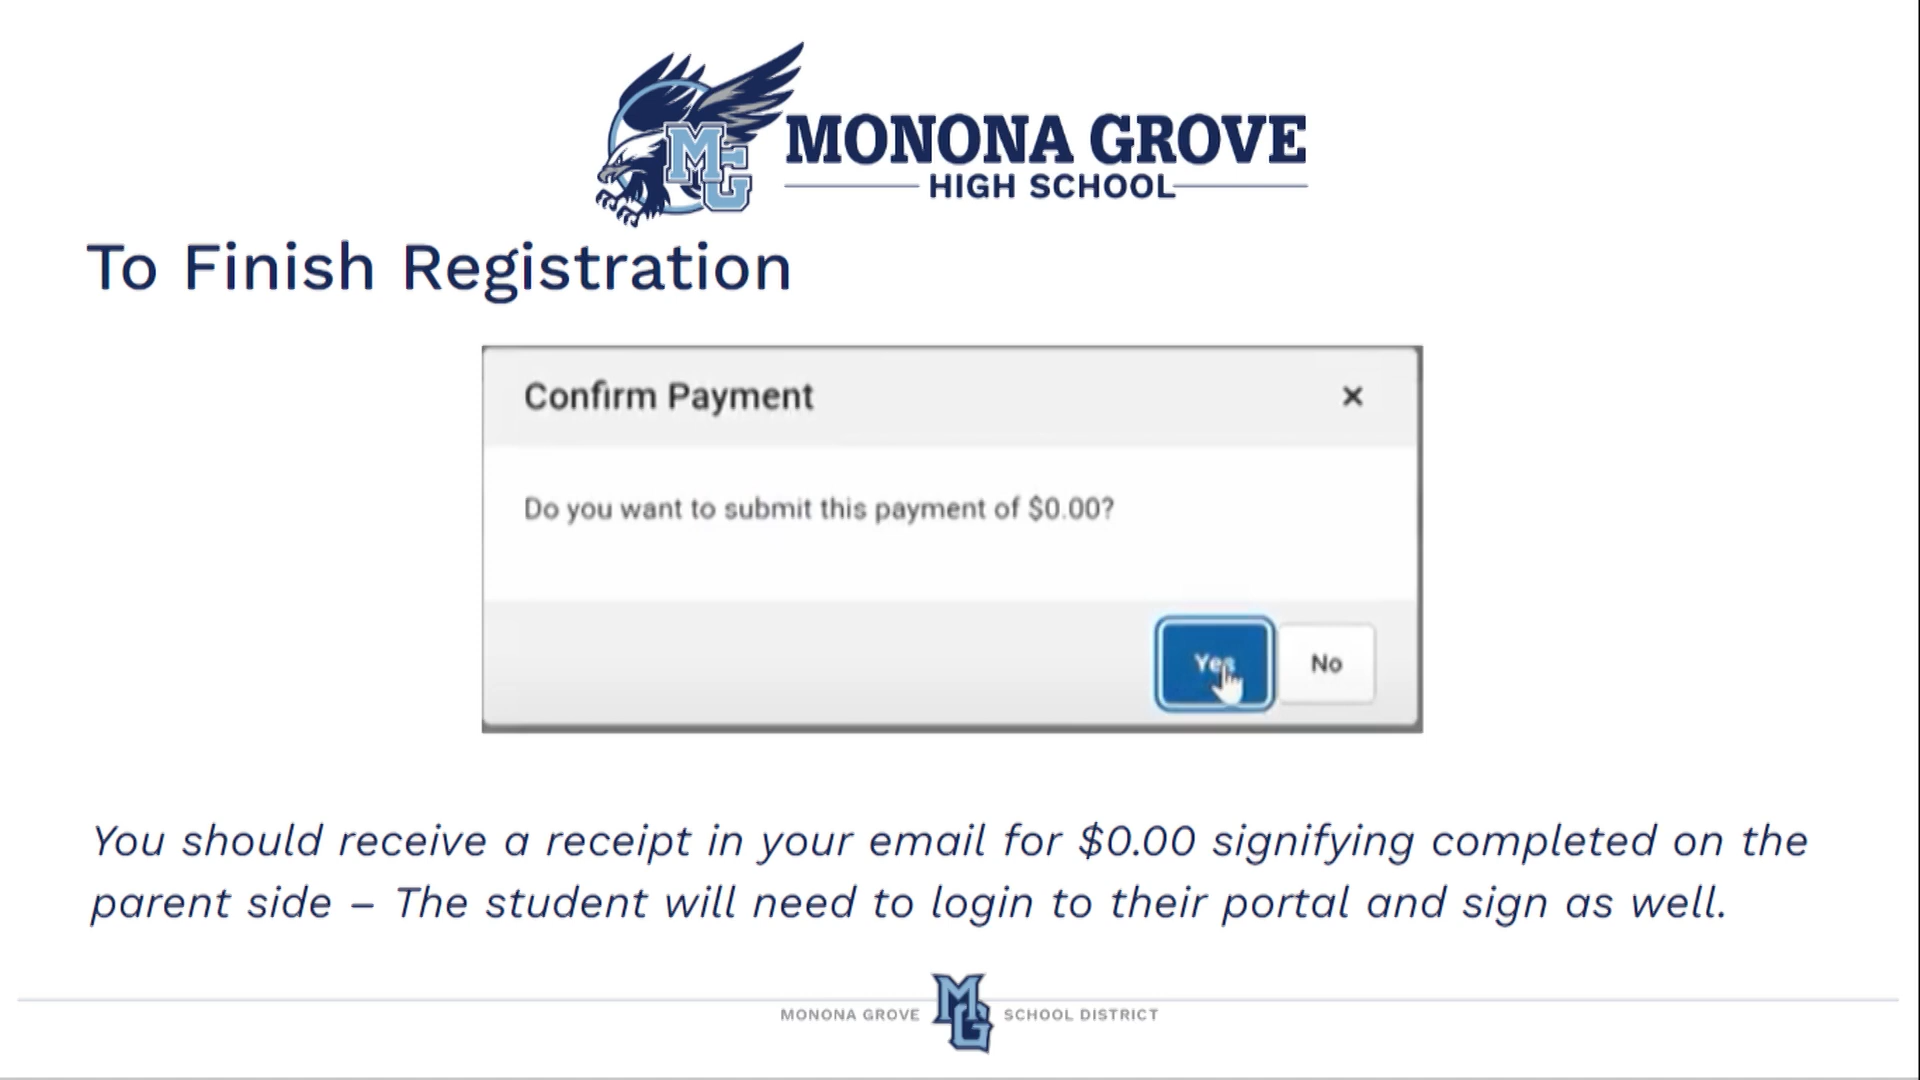 MG
MONONA GROVE
HIGH SCHOOL
To Finish Registration
Confirm Payment
Do you want to submit this payment of $0.00?
Yes
No
You should receive a receipt in your email for $0.00 signifying completed on the
parent side – The student will need to login to their portal and sign as well.
MONONA GROVE MG SCHOOL DISTRICT